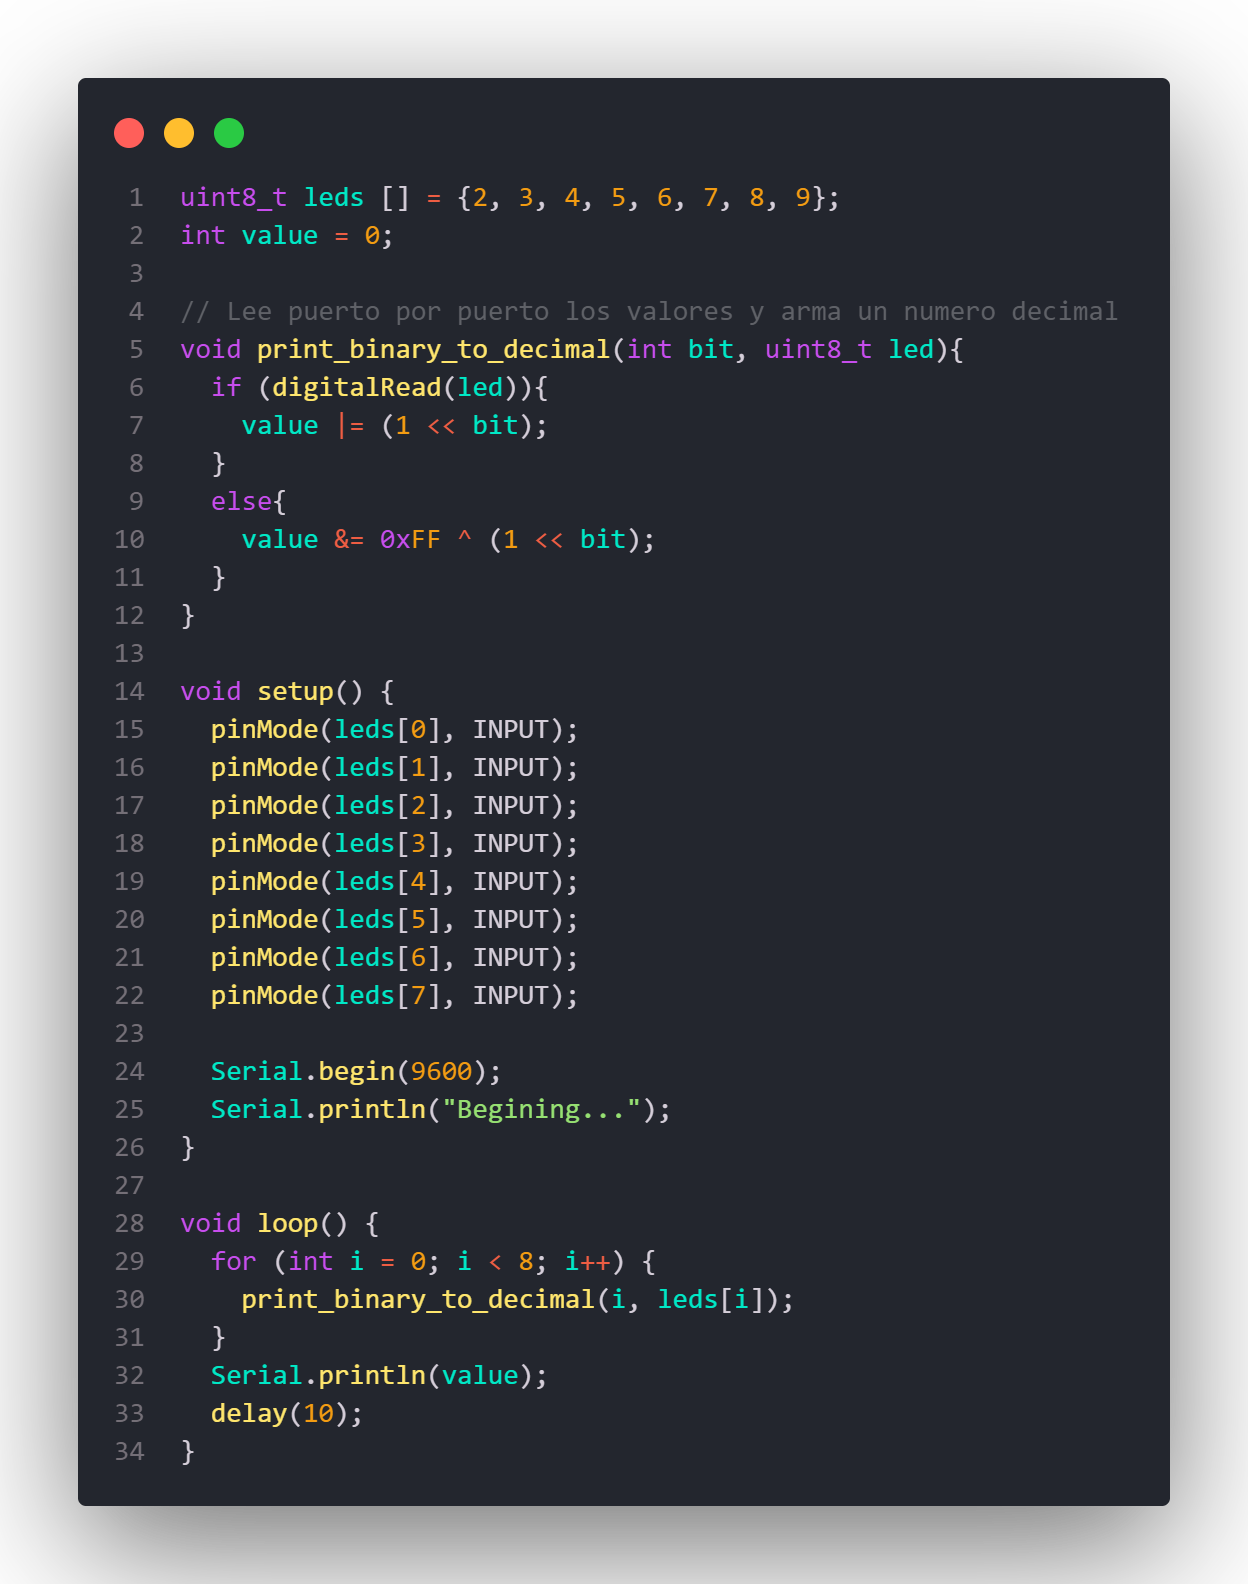 1 uint8_t leds [] = {2, 3, 4, 5, 6, 7, 8, 9};
2 int value = 0;
3
4 // Lee puerto por puerto los valores y arma un numero decimal
5 void print_binary_to_decimal(int bit, uint8_t led){
6   if (digitalRead(led)){
7     value |= (1 << bit);
8   }
9   else{
10     value &= 0xFF ^ (1 << bit);
11   }
12 }
13
14 void setup() {
15   pinMode(leds[0], INPUT);
16   pinMode(leds[1], INPUT);
17   pinMode(leds[2], INPUT);
18   pinMode(leds[3], INPUT);
19   pinMode(leds[4], INPUT);
20   pinMode(leds[5], INPUT);
21   pinMode(leds[6], INPUT);
22   pinMode(leds[7], INPUT);
23
24   Serial.begin(9600);
25   Serial.println("Begining...");
26 }
27
28 void loop() {
29   for (int i = 0; i < 8; i++) {
30     print_binary_to_decimal(i, leds[i]);
31   }
32   Serial.println(value);
33   delay(10);
34 }